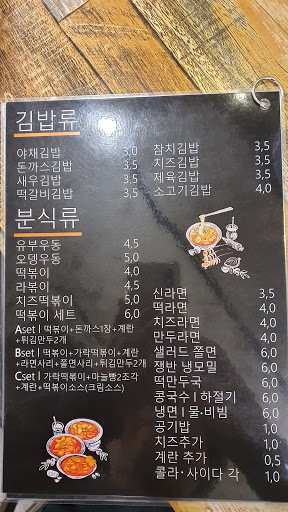 김밥류
야채김밥 3,0
돈까스김밥 3,5
새우김밥 3,5
떡갈비김밥 3,5
참치김밥 3,5
치즈김밥 3,5
제육김밥 3,5
소고기김밥 4,0
분식류
유부우동 4,5
오뎅우동 5,0
떡볶이 4,0
라볶이 4,5
치즈떡볶이 5,0
떡볶이 세트 6,0
Aset | 떡볶이+돈까스1장+계란
+튀김만두2개
Bset | 떡볶이+가락떡볶이+계란
+라면사리+쫄면사리+튀김만두2개
Cset | 가락떡볶이+마늘빵2조각
+계란+떡볶이소스(크림소스)
신라면 3,5
떡라면 4,0
치즈라면 4,0
만두라면 4,0
샐러드 쫄면 6,0
쟁반 냉모밀 6,0
떡만두국 6,0
콩국수 | 하절기 6,0
냉면 | 물·비빔 6,0
공기밥 1,0
치즈추가 1,0
계란 추가 0,5
콜라·사이다 각 1,0